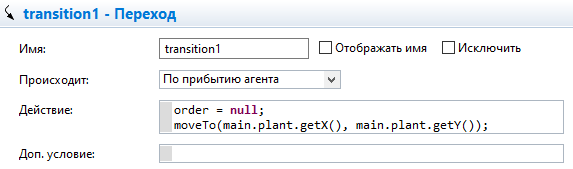 transition1 - Переход
Имя: transition1 Отображать имя Исключить
Происходит: По прибытию агента
Действие: order = null;
moveTo(main.plant.getX(), main.plant.getY());
Доп. условие: